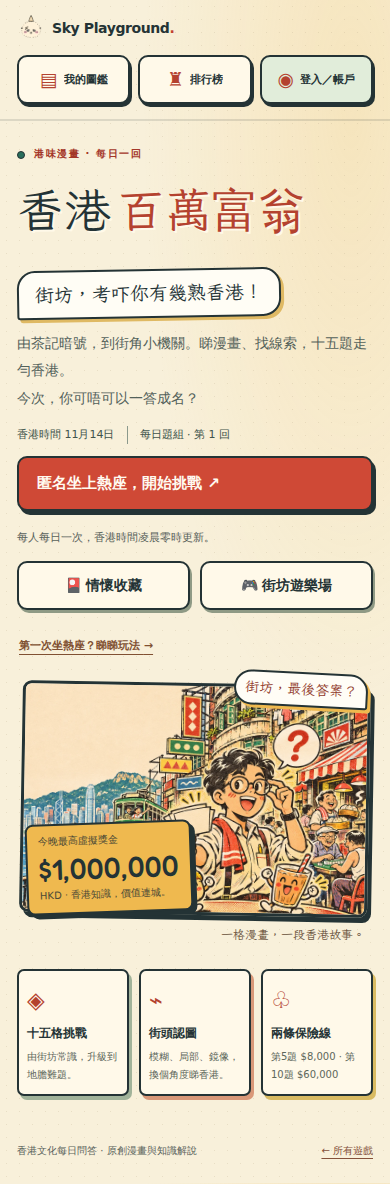 Sky Playground.
我的圖鑑
排行榜
登入／帳戶
港味漫畫 · 每日一回
香港 百萬富翁
街坊，考吓你有幾熟香港！
由茶記暗號，到街角小機關。睇漫畫、找線索，十五題走
勻香港。
今次，你可唔可以一答成名？
香港時間 11月14日
每日題組 · 第 1 回
匿名坐上熱座，開始挑戰 ↗
每人每日一次，香港時間凌晨零時更新。
情懷收藏
街坊遊樂場
第一次坐熱座？睇睇玩法 →
街坊，最後答案？
?
今晚最高虛擬獎金
$1,000,000
HKD · 香港知識，價值連城。
一格漫畫，一段香港故事。
十五格挑戰
由街坊常識，升級到
地膽難題。
街頭認圖
模糊、局部、鏡像，
換個角度睇香港。
兩條保險線
第5題 $8,000 · 第
10題 $60,000
香港文化每日問答 · 原創漫畫與知識解說
← 所有遊戲